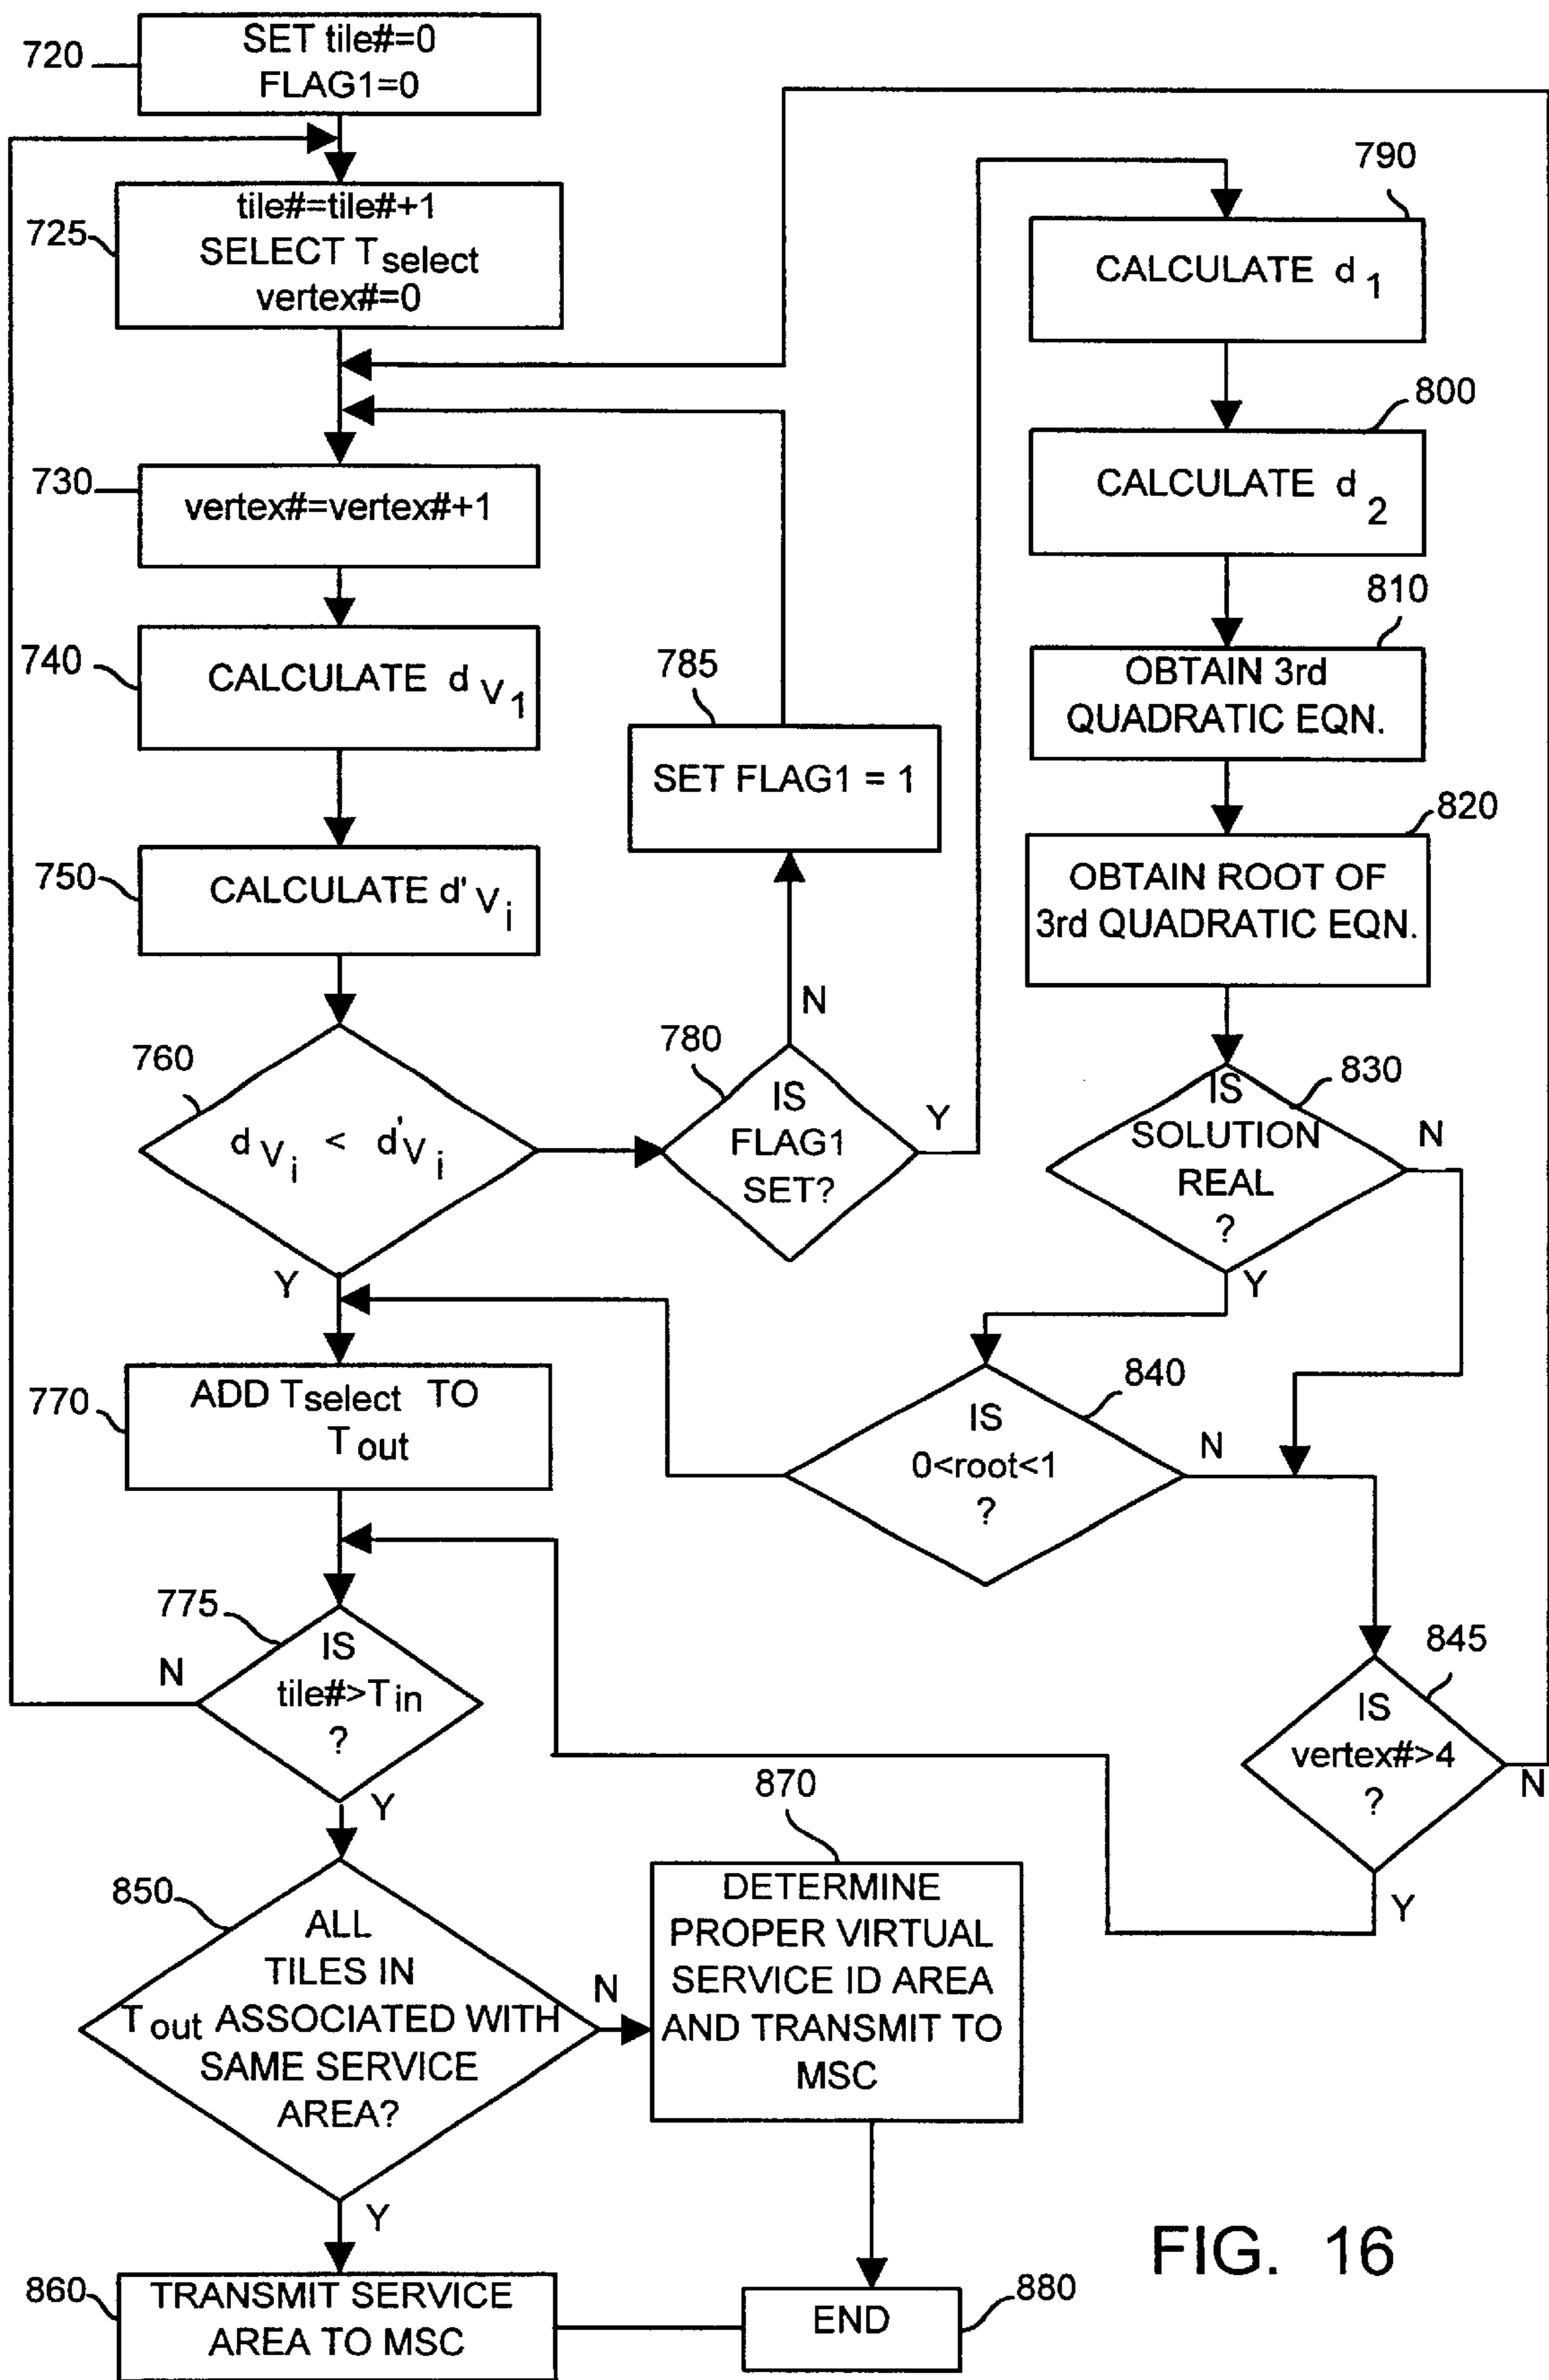 720
SET tile#=0
FLAG1=0
725
tile#=tile#+1
SELECT Tselect
vertex#=0
730
vertex#=vertex#+1
740
CALCULATE d V1
750
CALCULATE d'Vi
760
d Vi < d'Vi
Y
770
ADD Tselect TO
Tout
775
IS
tile#>Tin
?
N
Y
850
ALL
TILES IN
Tout ASSOCIATED WITH
SAME SERVICE
AREA?
N
Y
860
TRANSMIT SERVICE
AREA TO MSC
785
SET FLAG1 = 1
N
780
IS
FLAG1
SET?
Y
790
CALCULATE d 1
800
CALCULATE d 2
810
OBTAIN 3rd
QUADRATIC EQN.
820
OBTAIN ROOT OF
3rd QUADRATIC EQN.
830
IS
SOLUTION
REAL
?
N
Y
840
IS
0<root<1
?
N
845
IS
vertex#>4
?
N
Y
870
DETERMINE
PROPER VIRTUAL
SERVICE ID AREA
AND TRANSMIT TO
MSC
880
END
FIG. 16